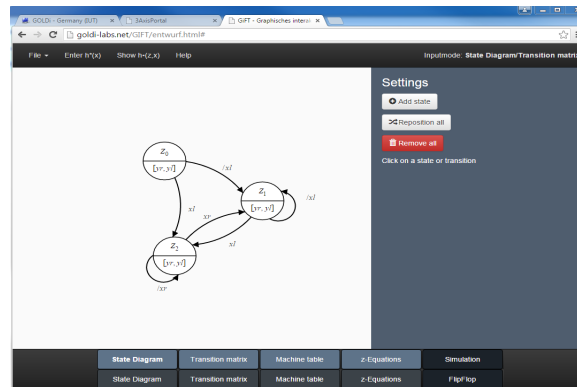 GOLDi - Germany (IUT) 3AxisPortal GiFT - Graphisches interal
goldi-labs.net/GIFT/entwurf.html#
File Enter h*(x) Show h*(z,x) Help Inputmode: State Diagram/Transition matrix
Settings
Add state
Reposition all
Remove all
Click on a state or transition
Z0
[yr, yl]
/xl
Z1
[yr, yl]
/xl
xl
xr
xl
Z2
[yr, yl]
/xr
State Diagram Transition matrix Machine table z-Equations Simulation
State Diagram Transition matrix Machine table z-Equations FlipFlop